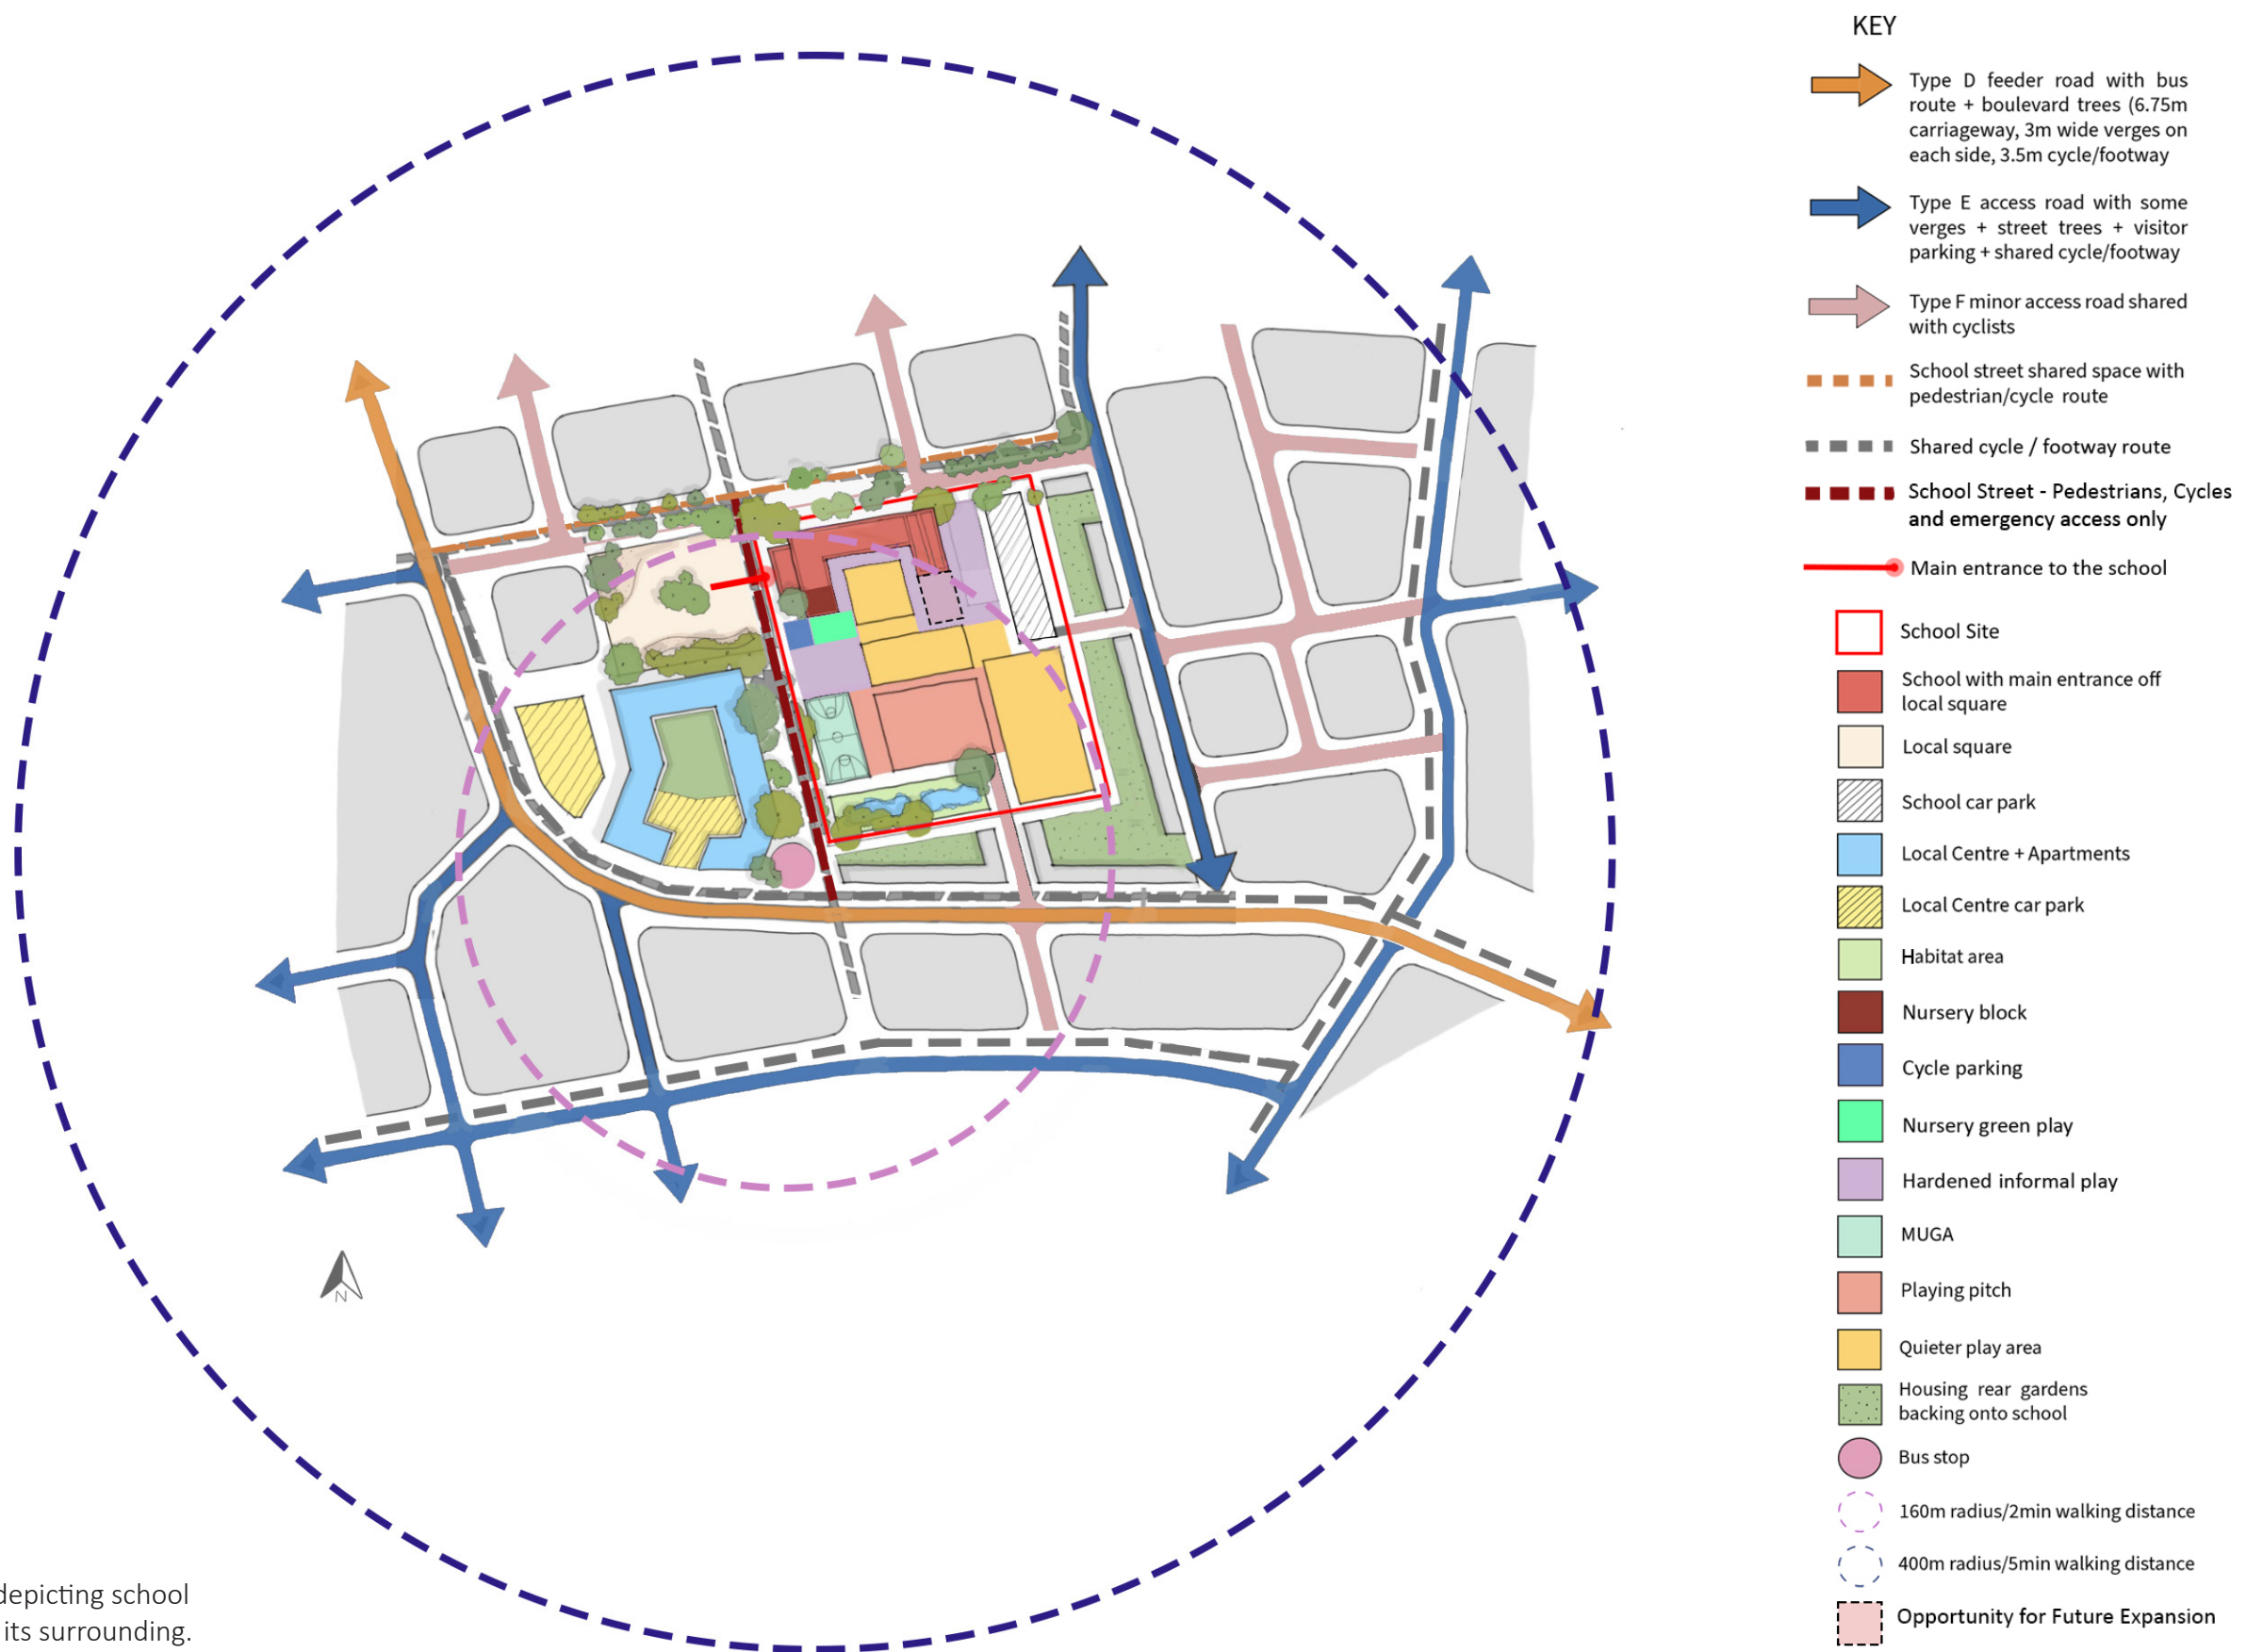 KEY
Type D feeder road with bus
route + boulevard trees (6.75m
carriageway, 3m wide verges on
each side, 3.5m cycle/footway
Type E access road with some
verges + street trees + visitor
parking + shared cycle/footway
Type F minor access road shared
with cyclists
School street shared space with
pedestrian/cycle route
Shared cycle / footway route
School Street - Pedestrians, Cycles
and emergency access only
Main entrance to the school
School Site
School with main entrance off
local square
Local square
School car park
Local Centre + Apartments
Local Centre car park
Habitat area
Nursery block
Cycle parking
Nursery green play
Hardened informal play
MUGA
Playing pitch
Quieter play area
Housing rear gardens
backing onto school
Bus stop
160m radius/2min walking distance
400m radius/5min walking distance
Opportunity for Future Expansion
N
depicting school
its surrounding.